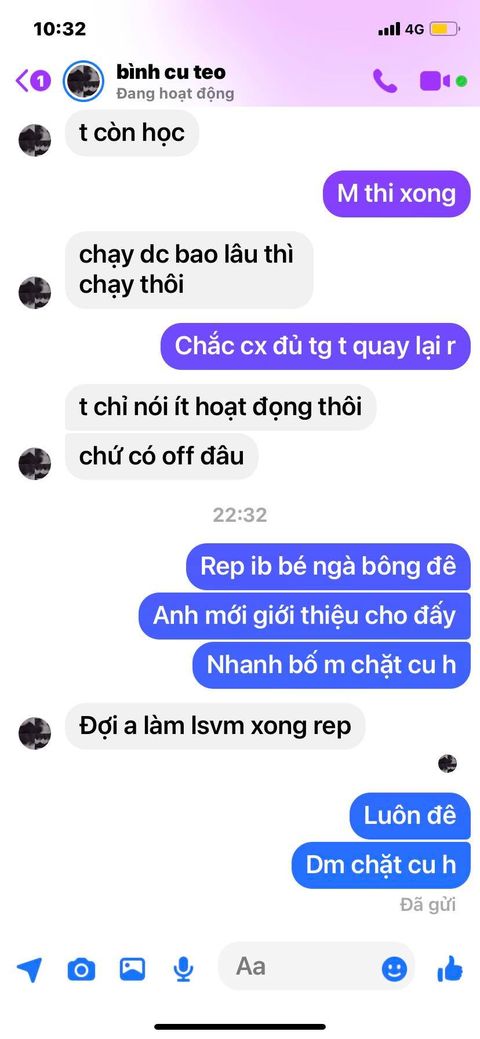 10:32
4G
1
bình cu teo
Đang hoạt động
t còn học
M thi xong
chạy dc bao lâu thì
chạy thôi
Chắc cx đủ tg t quay lại r
t chỉ nói ít hoạt đọng thôi
chứ có off đâu
22:32
Rep ib bé ngà bông đê
Anh mới giới thiệu cho đấy
Nhanh bố m chặt cu h
Đợi a làm lsvm xong rep
Luôn đê
Dm chặt cu h
Đã gửi
Aa